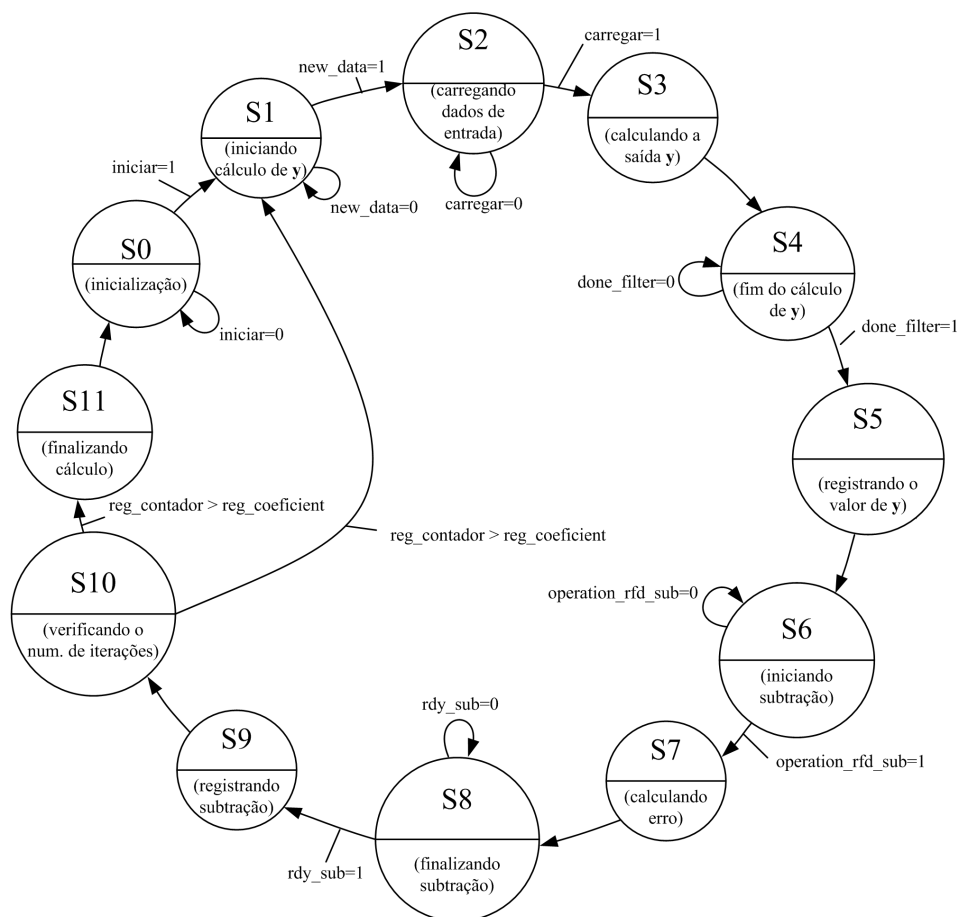 S2
carregar=1
(carregando
dados de
entrada)
carregar=0
S3
(calculando a
saída y)
new_data=1
S1
(iniciando
cálculo de y)
new_data=0
iniciar=1
S0
(inicialização)
iniciar=0
S4
(fim do cálculo
de y)
done_filter=0
done_filter=1
S5
(registrando o
valor de y)
S11
(finalizando
cálculo)
reg_contador > reg_coeficient
reg_contador > reg_coeficient
S10
(verificando o
num. de iterações)
operation_rfd_sub=0
S6
(iniciando
subtração)
operation_rfd_sub=1
S7
(calculando
erro)
rdy_sub=0
S8
(finalizando
subtração)
rdy_sub=1
S9
(registrando
subtração)